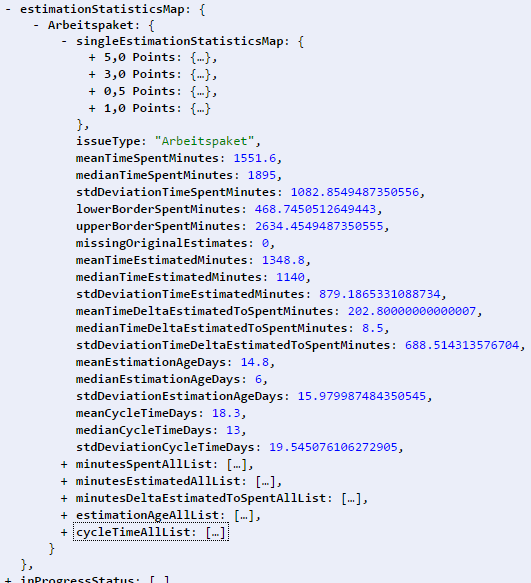 - estimationStatisticsMap: {
- Arbeitspaket: {
- singleEstimationStatisticsMap: {
+ 5,0 Points: {…},
+ 3,0 Points: {…},
+ 0,5 Points: {…},
+ 1,0 Points: {…}
},
issueType: "Arbeitspaket",
meanTimeSpentMinutes: 1551.6,
medianTimeSpentMinutes: 1895,
stdDeviationTimeSpentMinutes: 1082.8549487350556,
lowerBorderSpentMinutes: 468.7450512649443,
upperBorderSpentMinutes: 2634.4549487350555,
missingOriginalEstimates: 0,
meanTimeEstimatedMinutes: 1348.8,
medianTimeEstimatedMinutes: 1140,
stdDeviationTimeEstimatedMinutes: 879.1865331088734,
meanTimeDeltaEstimatedToSpentMinutes: 202.80000000000007,
medianTimeDeltaEstimatedToSpentMinutes: 8.5,
stdDeviationTimeDeltaEstimatedToSpentMinutes: 688.514313576704,
meanEstimationAgeDays: 14.8,
medianEstimationAgeDays: 6,
stdDeviationEstimationAgeDays: 15.979987484350545,
meanCycleTimeDays: 18.3,
medianCycleTimeDays: 13,
stdDeviationCycleTimeDays: 19.545076106272905,
+ minutesSpentAllList: […],
+ minutesEstimatedAllList: […],
+ minutesDeltaEstimatedToSpentAllList: […],
+ estimationAgeAllList: […],
+ cycleTimeAllList: […]
}
},
+ inProgressStatus: […]